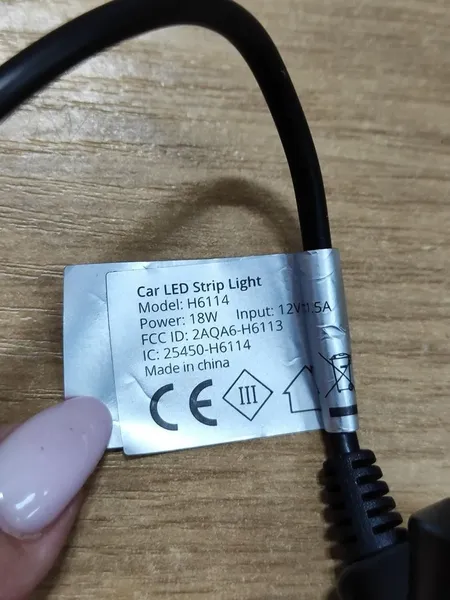 Car LED Strip Light
Model: H6114
Power: 18W Input: 12V 1.5A
FCC ID: 2AQA6-H6113
IC: 25450-H6114
Made in china
CE
III